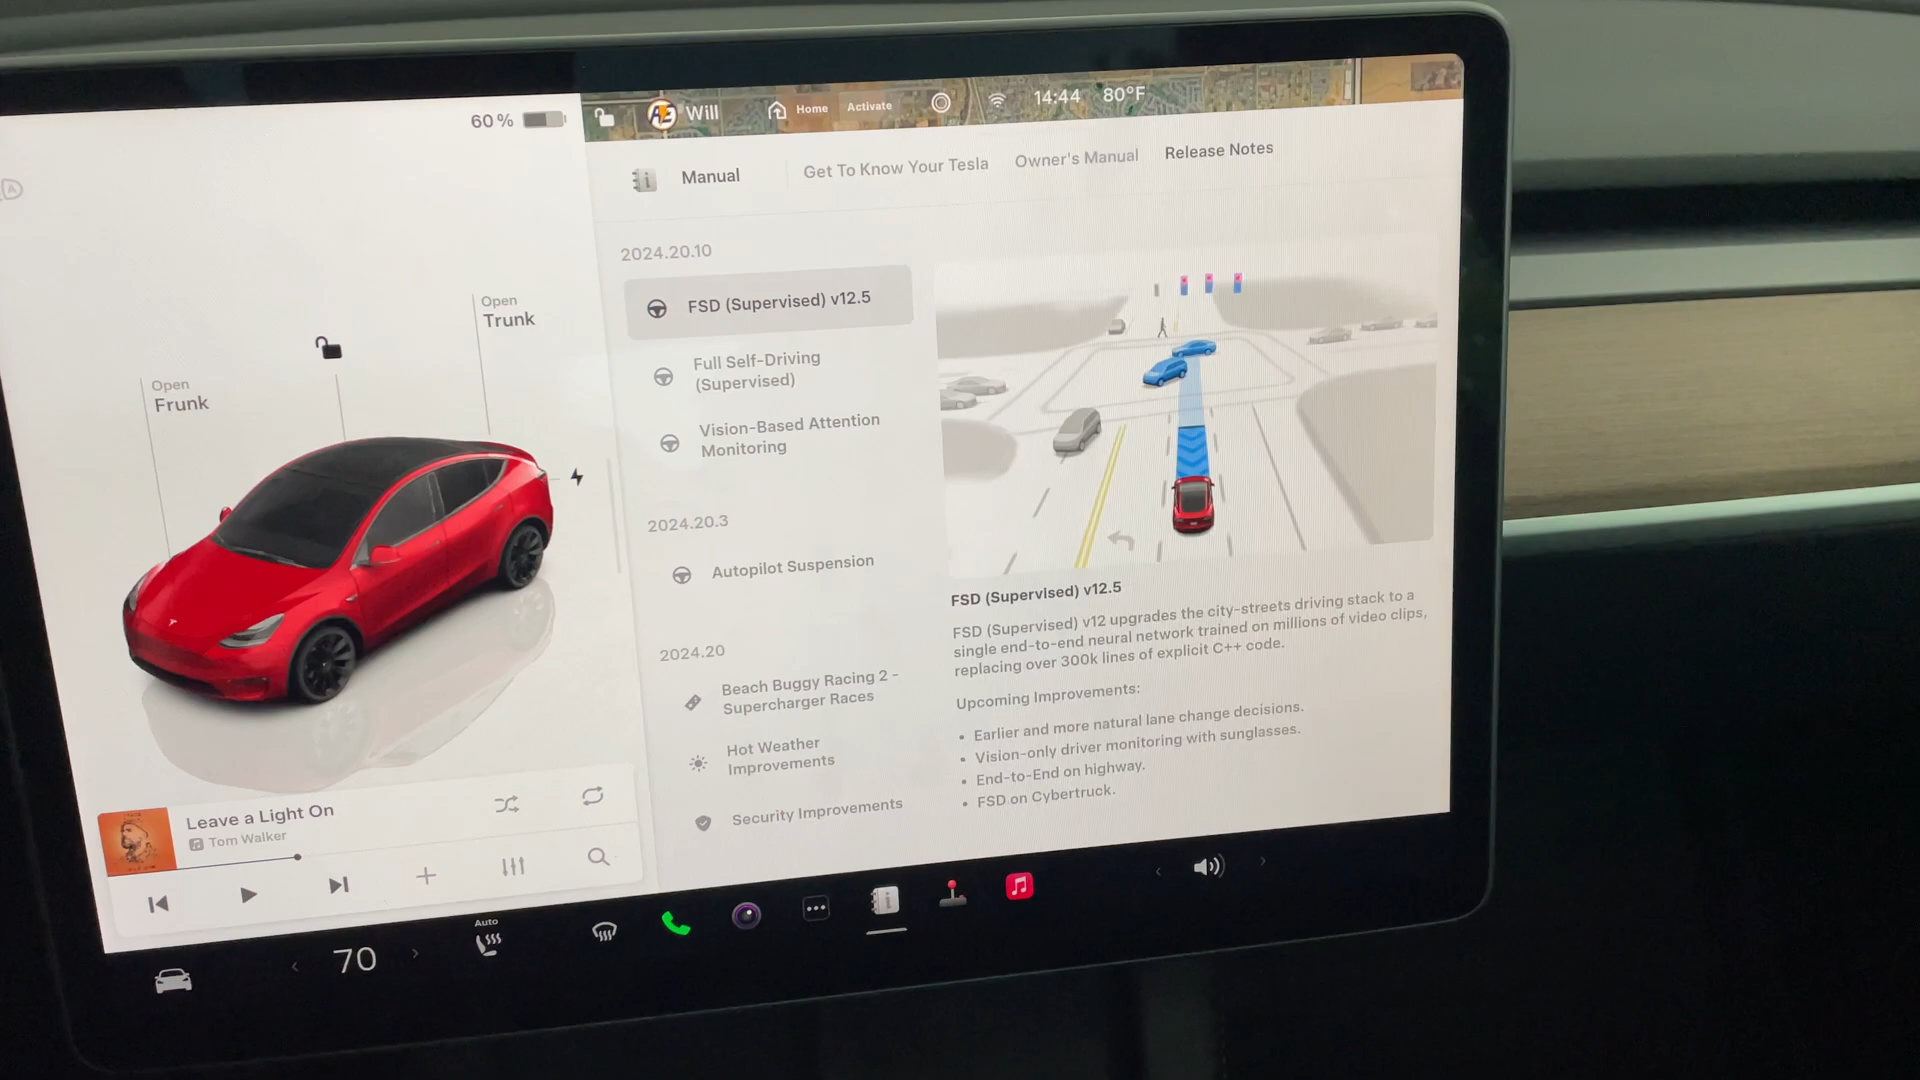 60 %
Will
Home
Activate
14:44
80°F
Manual
Get To Know Your Tesla
Owner's Manual
Release Notes
Open
Trunk
Open
Frunk
2024.20.10
FSD (Supervised) v12.5
Full Self-Driving
(Supervised)
Vision-Based Attention
Monitoring
2024.20.3
Autopilot Suspension
2024.20
Beach Buggy Racing 2 -
Supercharger Races
Hot Weather
Improvements
Security Improvements
FSD (Supervised) v12.5
FSD (Supervised) v12 upgrades the city-streets driving stack to a
single end-to-end neural network trained on millions of video clips,
replacing over 300k lines of explicit C++ code.
Upcoming Improvements:
• Earlier and more natural lane change decisions.
• Vision-only driver monitoring with sunglasses.
• End-to-End on highway.
• FSD on Cybertruck.
Leave a Light On
Tom Walker
70
Auto